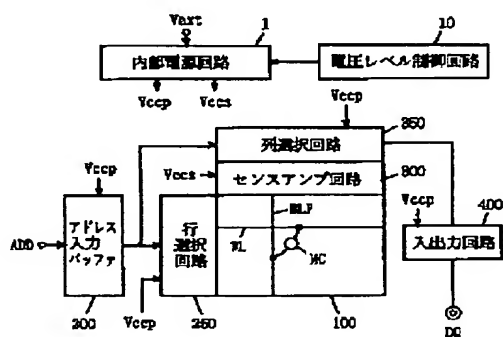 Vext
1
10
内部電源回路
電圧レベル制御回路
Vccp
Vccs
Vccp
350
列選択回路
Vccp
Vccs
センスアンプ回路
300
BLP
Vccp
400
アドレス
入力
バッファ
ADD
行
選択
回路
WL
MC
入出力回路
200
Vccp
250
100
DQ